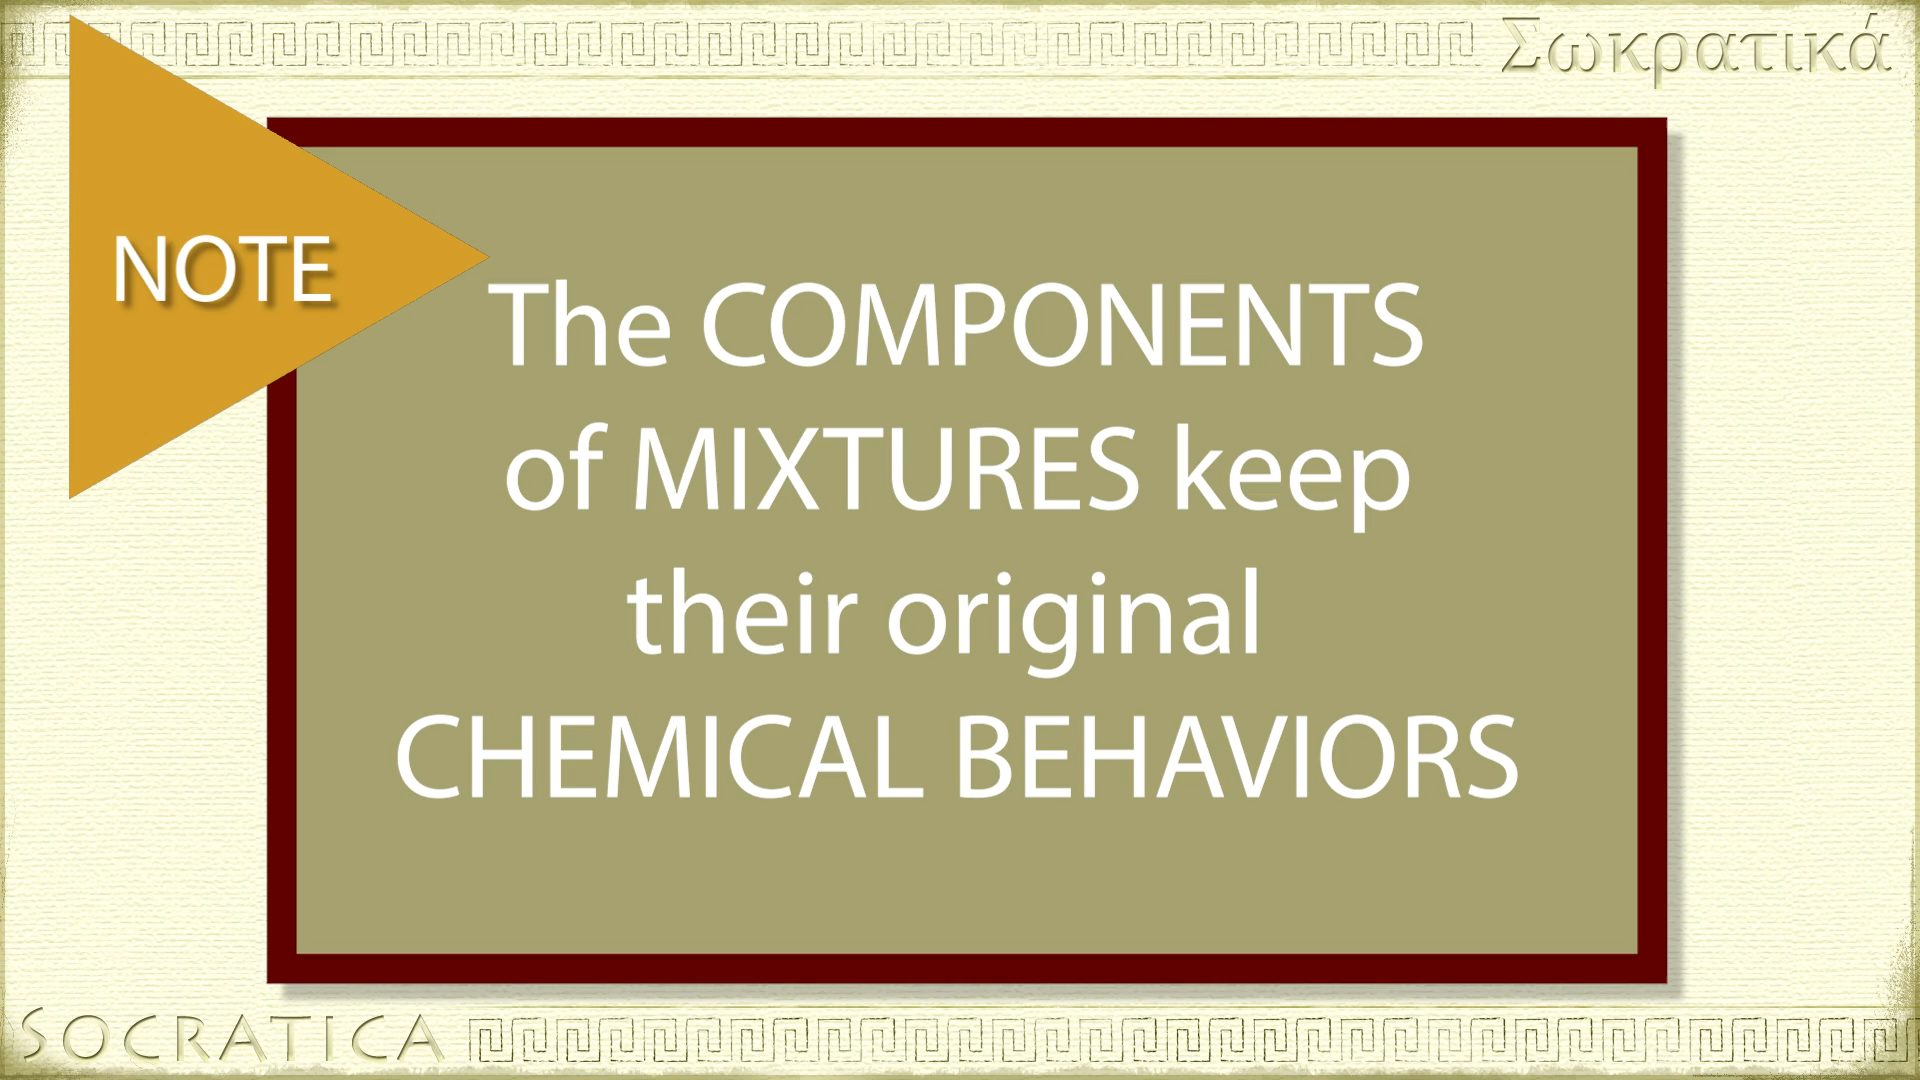 Σωκρατικά
NOTE
The COMPONENTS
of MIXTURES keep
their original
CHEMICAL BEHAVIORS
SOCRATICA